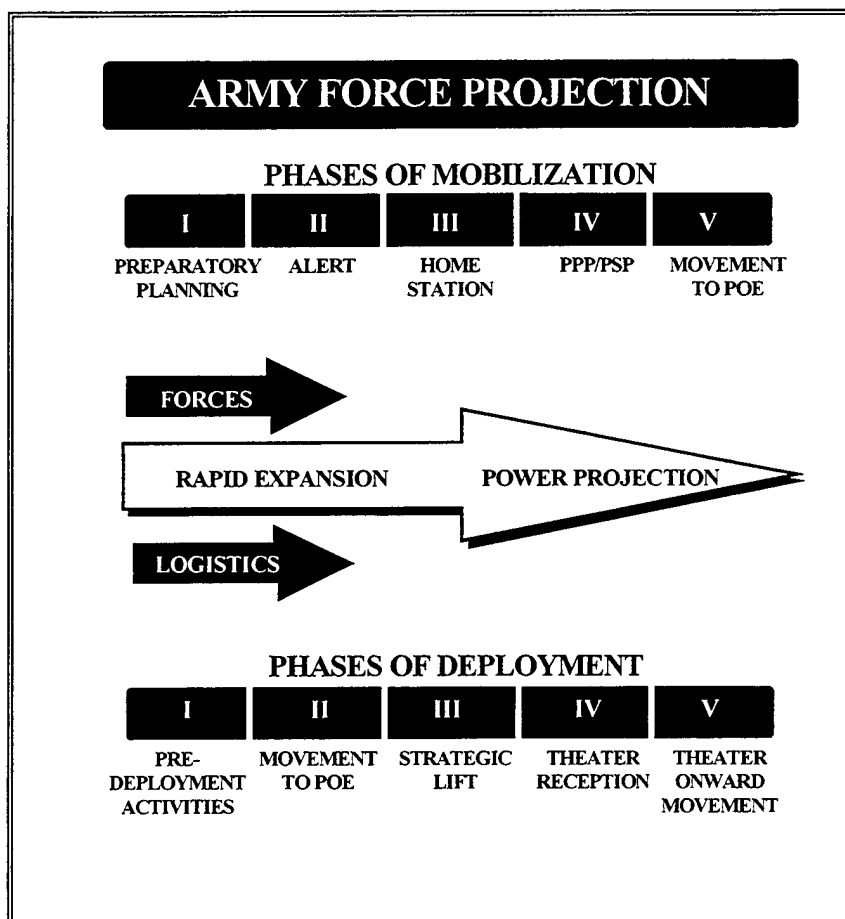 ARMY FORCE PROJECTION
PHASES OF MOBILIZATION
I II III IV V
PREPARATORY PLANNING
ALERT
HOME STATION
PPP/PSP
MOVEMENT TO POE
FORCES
RAPID EXPANSION POWER PROJECTION
LOGISTICS
PHASES OF DEPLOYMENT
I II III IV V
PRE-
DEPLOYMENT
ACTIVITIES
MOVEMENT
TO POE
STRATEGIC
LIFT
THEATER
RECEPTION
THEATER
ONWARD
MOVEMENT